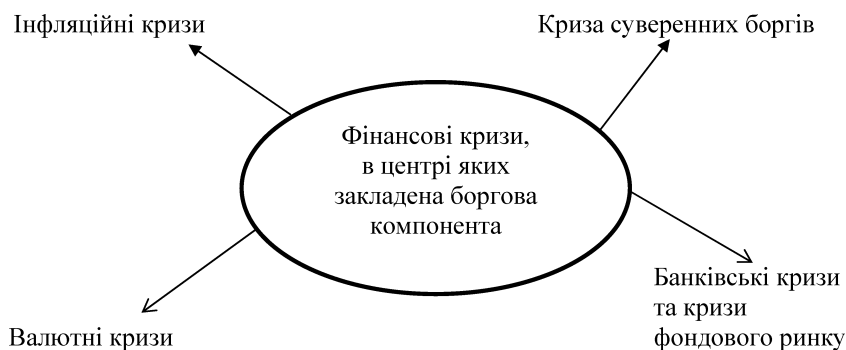 Інфляційні кризи
Криза суверенних боргів
Фінансові кризи,
в центрі яких
закладена боргова
компонента
Банківські кризи
та кризи
фондового ринку
Валютні кризи